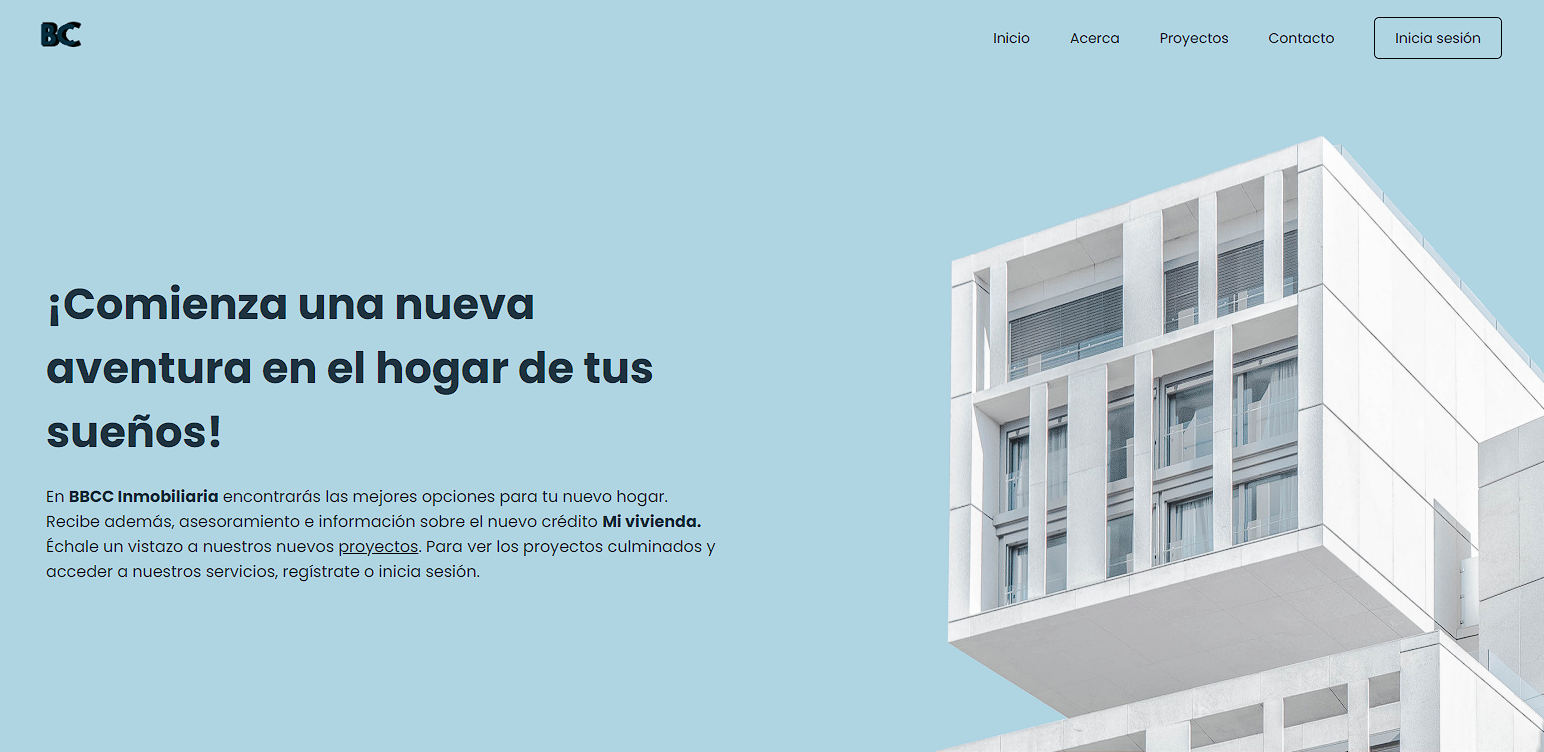 BC
Inicio Acerca Proyectos Contacto Inicia sesión
¡Comienza una nueva
aventura en el hogar de tus
sueños!
En BBCC Inmobiliaria encontrarás las mejores opciones para tu nuevo hogar.
Recibe además, asesoramiento e información sobre el nuevo crédito Mi vivienda.
Échale un vistazo a nuestros nuevos proyectos. Para ver los proyectos culminados y
acceder a nuestros servicios, regístrate o inicia sesión.